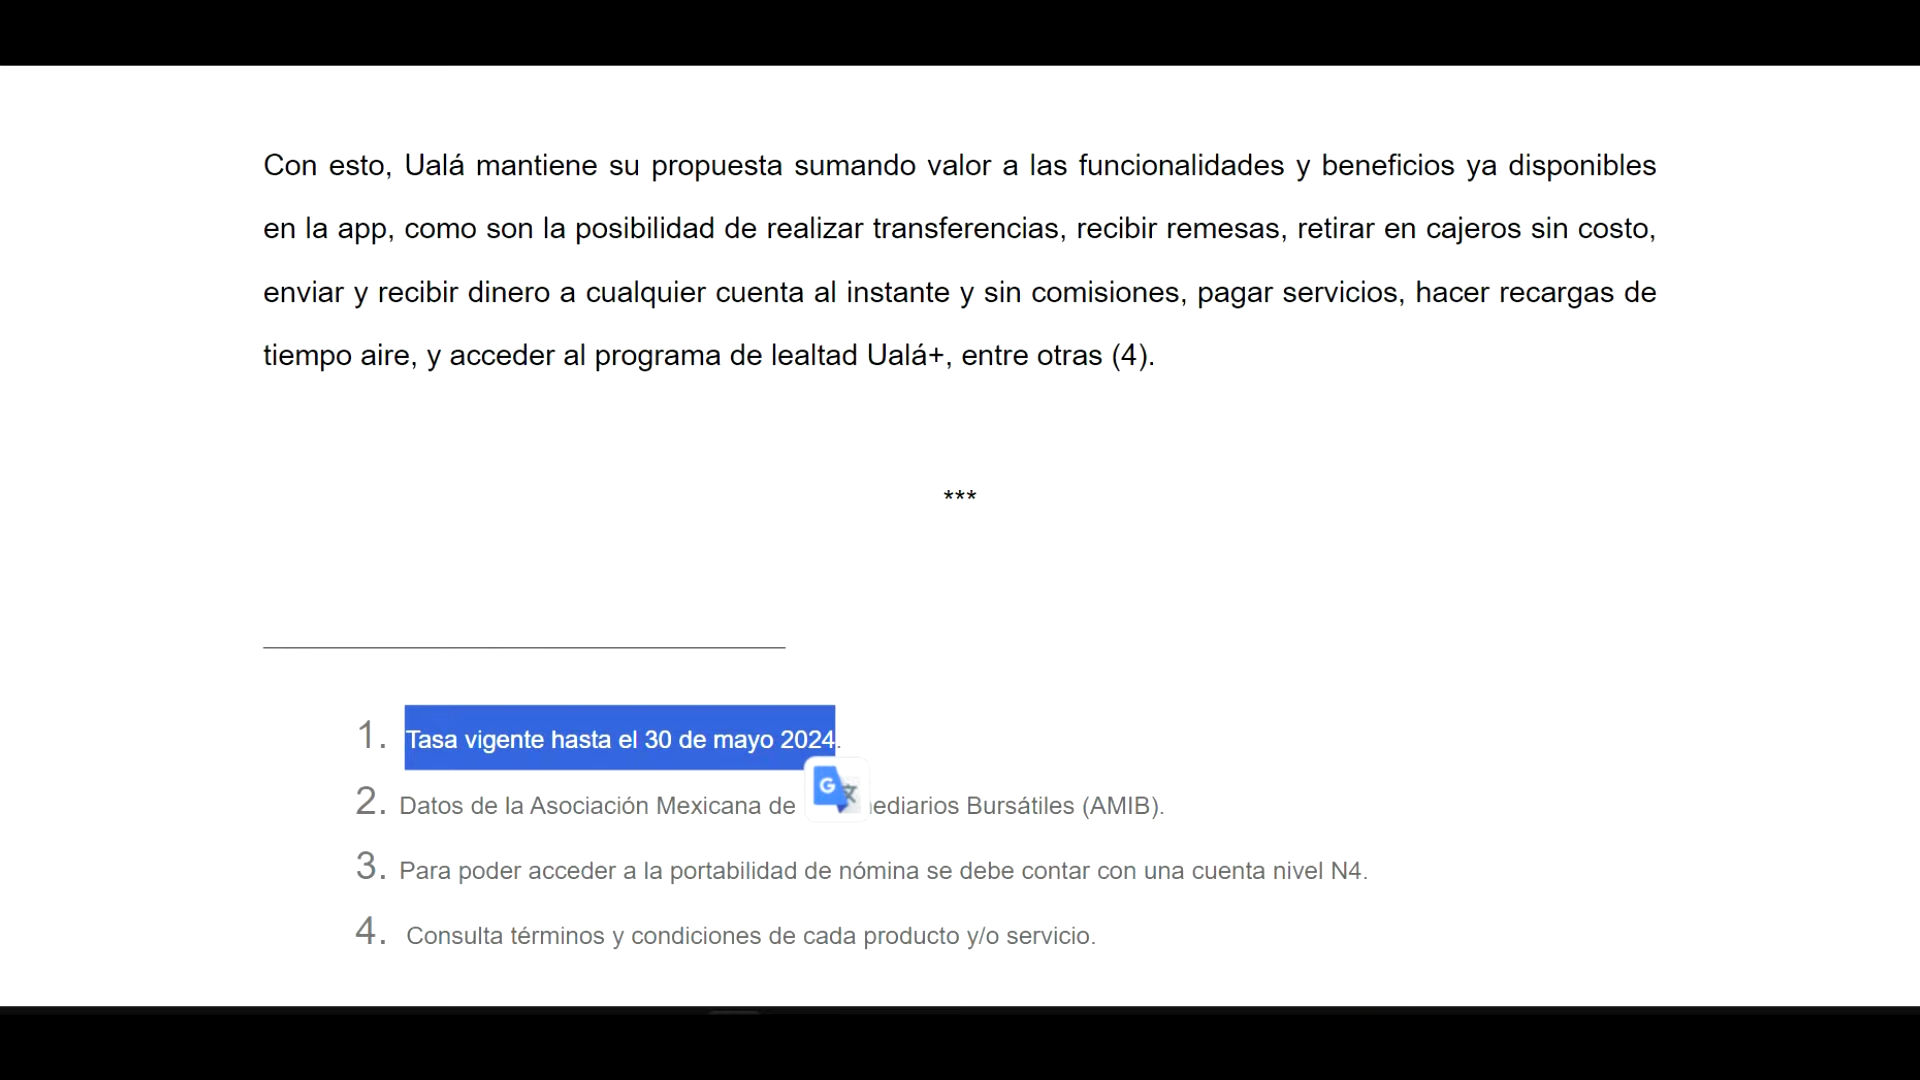 Con esto, Ualá mantiene su propuesta sumando valor a las funcionalidades y beneficios ya disponibles
en la app, como son la posibilidad de realizar transferencias, recibir remesas, retirar en cajeros sin costo,
enviar y recibir dinero a cualquier cuenta al instante y sin comisiones, pagar servicios, hacer recargas de
tiempo aire, y acceder al programa de lealtad Ualá+, entre otras (4).
***
1. Tasa vigente hasta el 30 de mayo 2024.
2. Datos de la Asociación Mexicana de ediarios Bursátiles (AMIB).
3. Para poder acceder a la portabilidad de nómina se debe contar con una cuenta nivel N4.
4. Consulta términos y condiciones de cada producto y/o servicio.